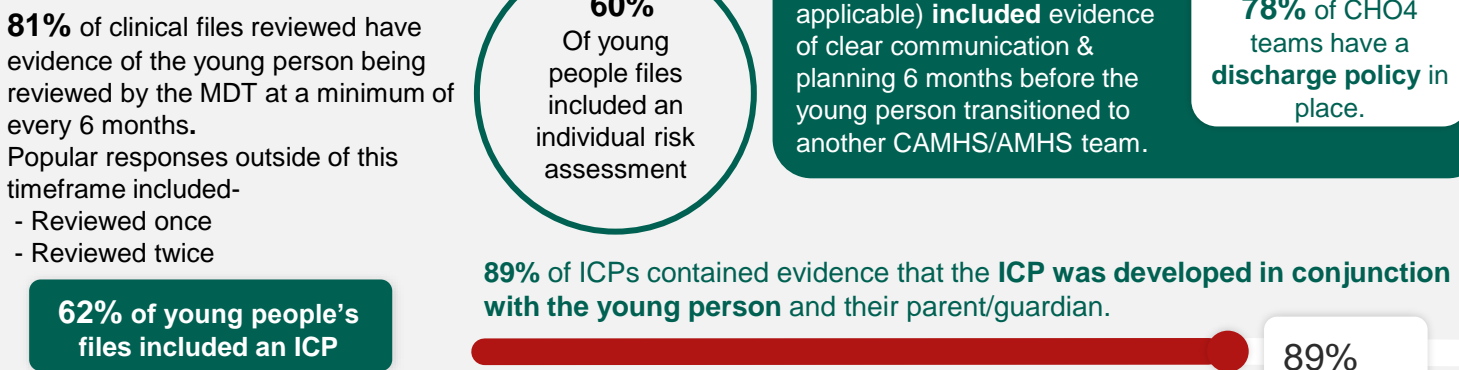 81% of clinical files reviewed have
evidence of the young person being
reviewed by the MDT at a minimum of
every 6 months.
Popular responses outside of this
timeframe included-
- Reviewed once
- Reviewed twice
62% of young people's
files included an ICP
60%
Of young
people files
included an
individual risk
assessment
applicable) included evidence
of clear communication &
planning 6 months before the
young person transitioned to
another CAMHS/AMHS team.
78% of CHO4
teams have a
discharge policy in
place.
89% of ICPs contained evidence that the ICP was developed in conjunction
with the young person and their parent/guardian.
89%